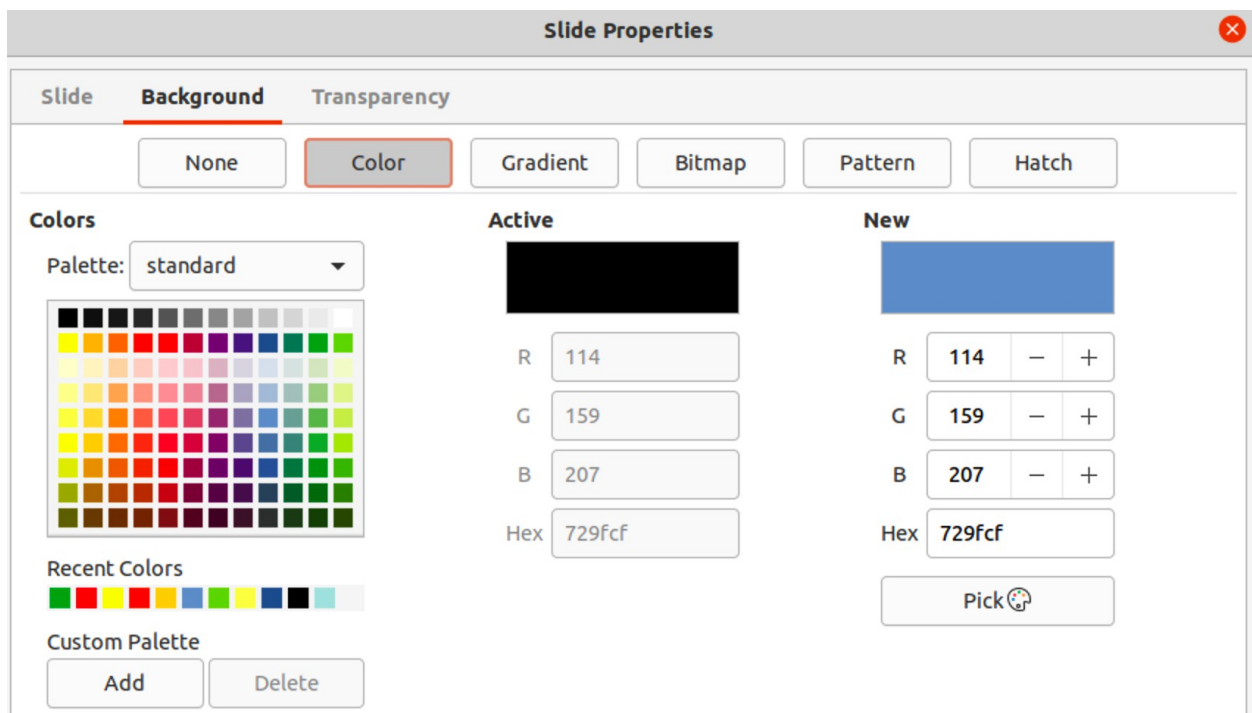 Slide Properties
Slide Background Transparency
None Color Gradient Bitmap Pattern Hatch
Colors Active New
Palette: standard
R 114 R 114 − +
G 159 G 159 − +
B 207 B 207 − +
Hex 729fcf Hex 729fcf
Recent Colors
Pick
Custom Palette
Add Delete